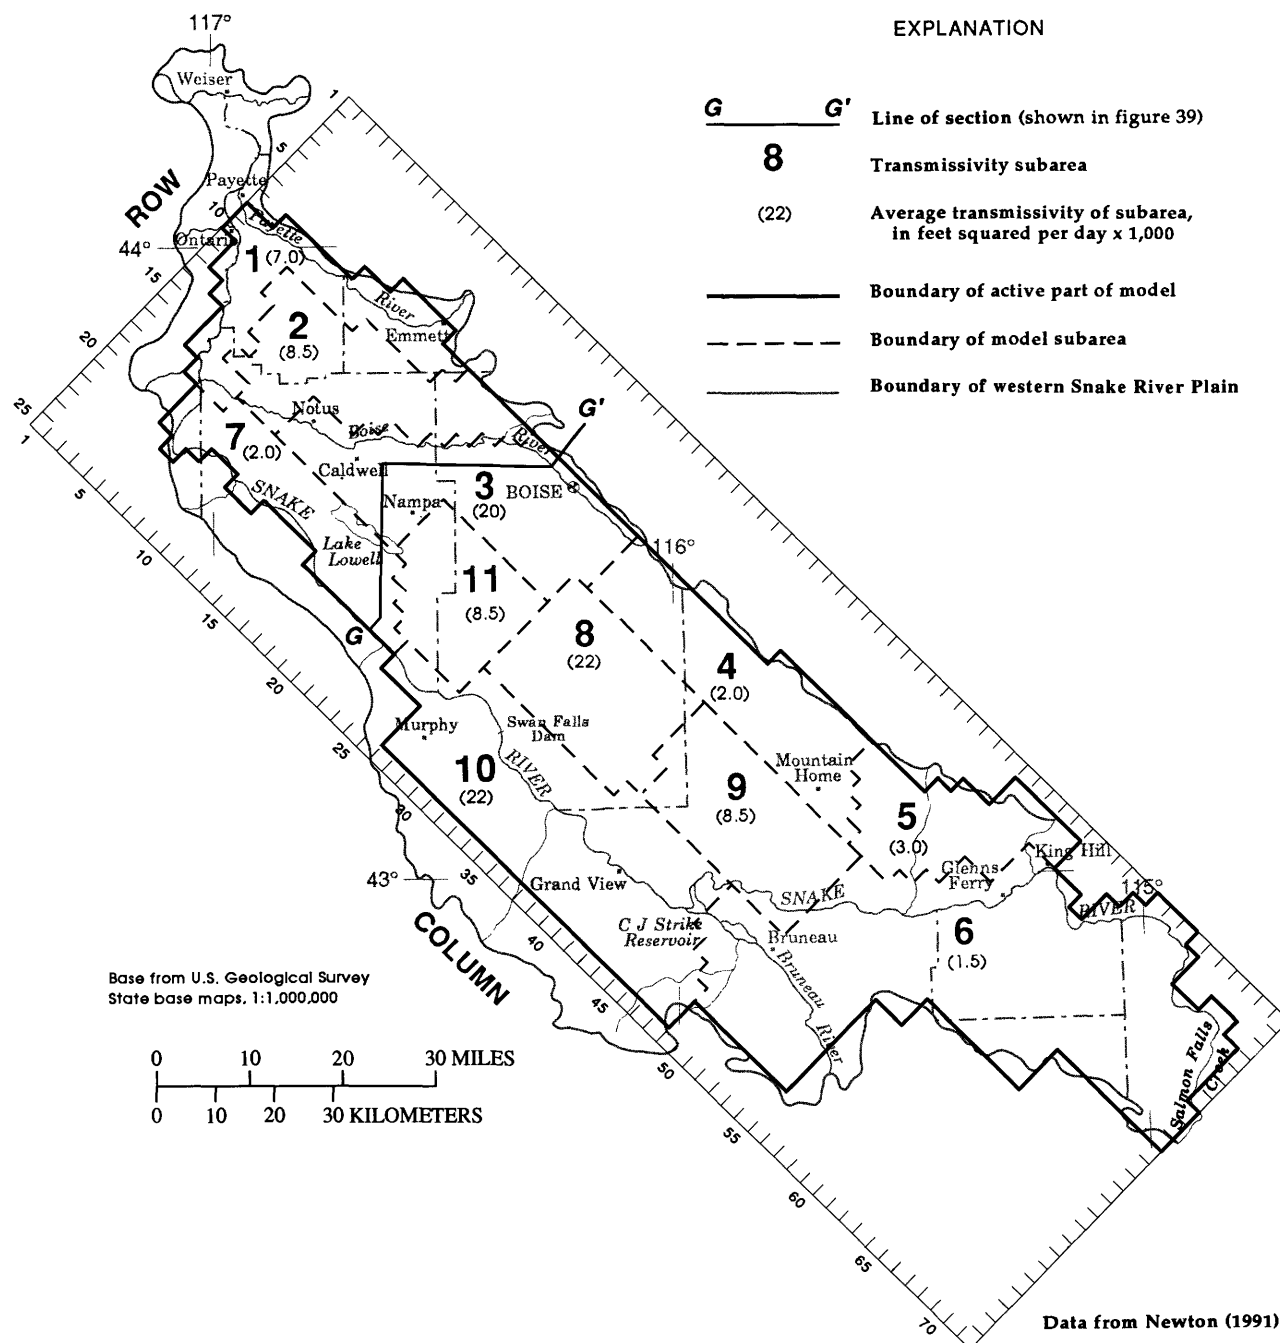 EXPLANATION
G G' Line of section (shown in figure 39)
8 Transmissivity subarea
(22) Average transmissivity of subarea,
in feet squared per day x 1,000
Boundary of active part of model
Boundary of model subarea
Boundary of western Snake River Plain
117°
Weiser
1
5
Payette
ROW
10
Payette
Ontario
44°
1
(7.0)
15
River
2
(8.5)
Emmett
20
25
1
Notus
G'
Boise
River
7
(2.0)
Caldwell
3
(20)
BOISE
5
SNAKE
Nampa
10
Lake
Lowell
116°
11
(8.5)
15
G
8
(22)
4
(2.0)
20
Murphy
Swan Falls
Dam
25
10
(22)
RIVER
Mountain
Home
9
(8.5)
30
5
(3.0)
King Hill
Glenns
Ferry
35
43°
Grand View
SNAKE
115°
RIVER
COLUMN
C J Strike
Reservoir
Bruneau
6
(1.5)
40
Bruneau
River
45
Salmon Falls
Creek
50
55
60
65
70
Base from U.S. Geological Survey
State base maps, 1:1,000,000
0 10 20 30 MILES
0 10 20 30 KILOMETERS
Data from Newton (1991)